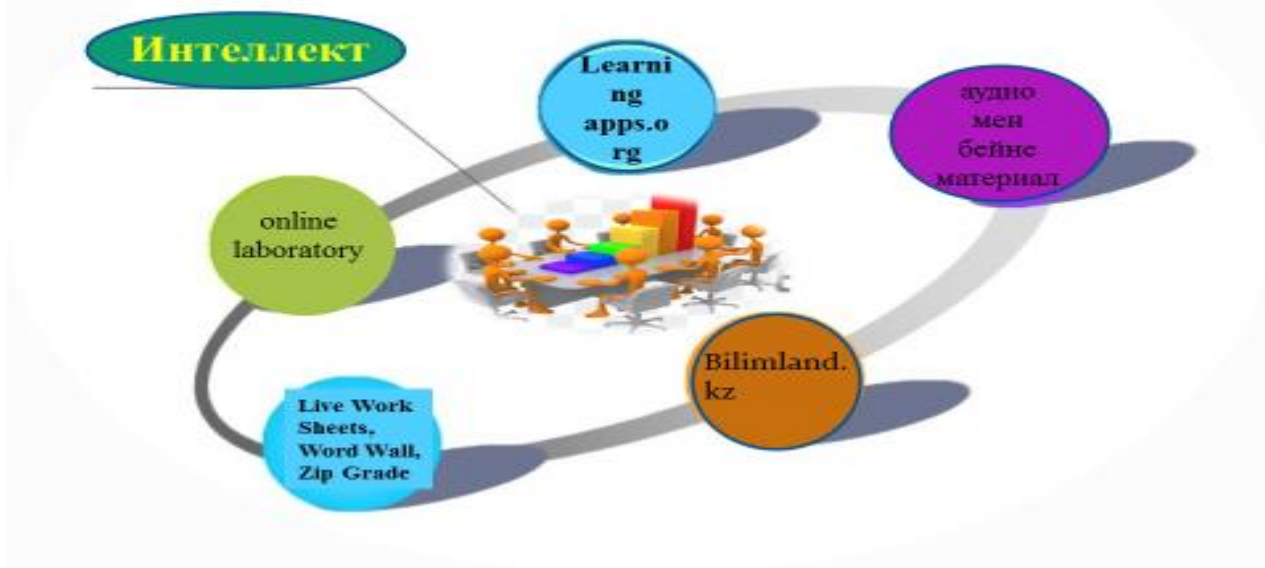 Интеллект
Learni
ng
apps.o
rg
аудио
мен
бейне
материал
online
laboratory
Bilimland.
kz
Live Work
Sheets,
Word Wall,
Zip Grade